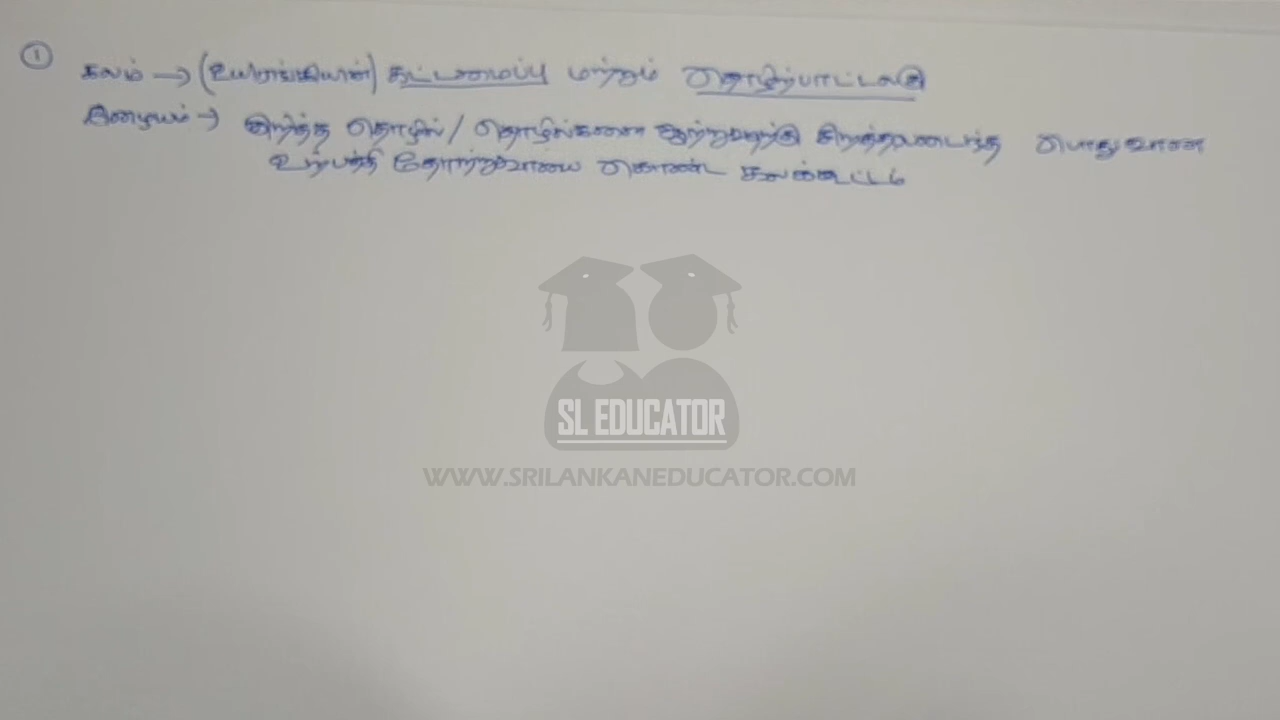 ① கலம் → (உயிரங்கியின்) கட்டமைப்பு மற்றும் தொழிற்பாட்டலகு
இழையம் → குறித்த தொழில் / தொழில்களை ஆற்றுவதற்கு சிறத்தலடைந்த பொதுவான
உற்பத்தி தோற்றுவாயை கொண்ட கலக்கூட்டம்
SL EDUCATOR
WWW.SRILANKANEDUCATOR.COM